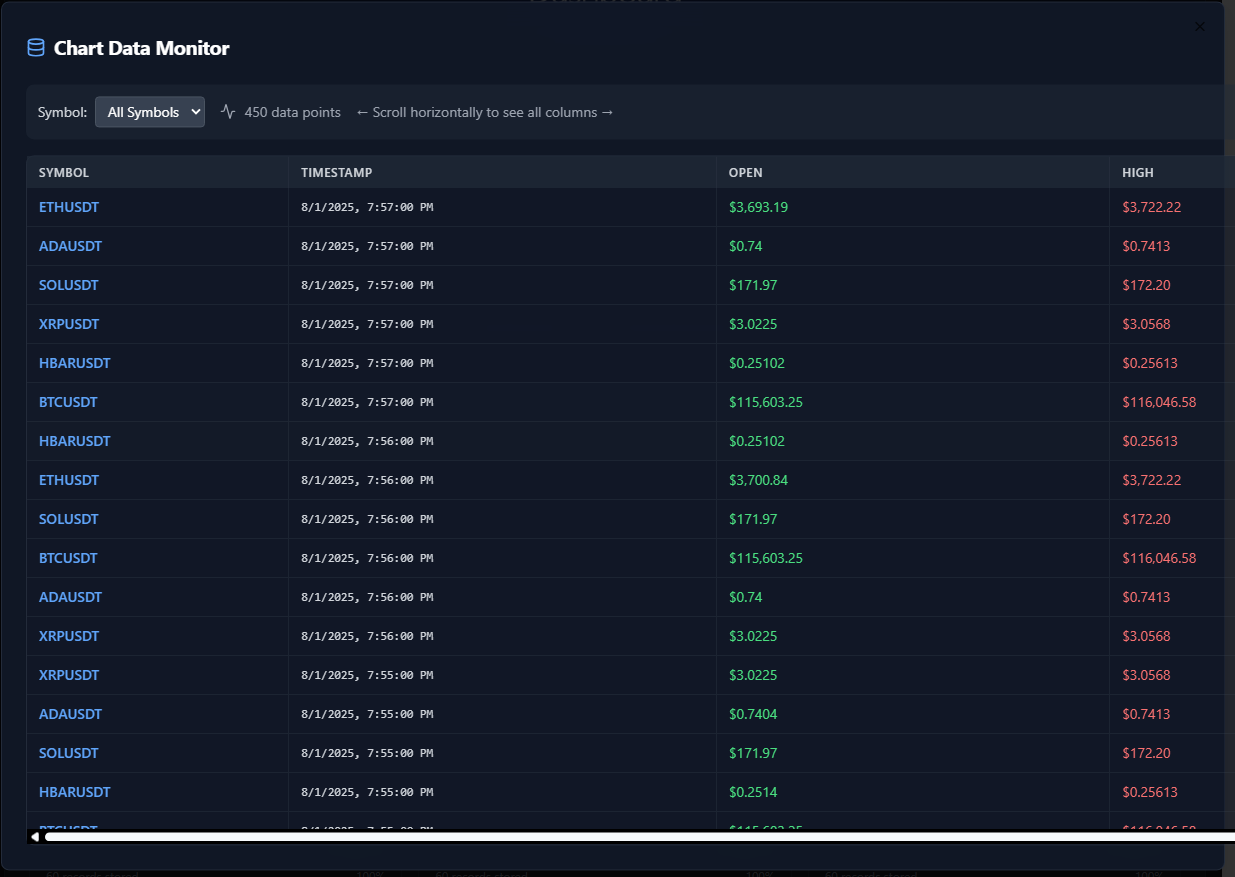 Chart Data Monitor
×
Symbol: All Symbols 450 data points ← Scroll horizontally to see all columns →
SYMBOL TIMESTAMP OPEN HIGH
ETHUSDT 8/1/2025, 7:57:00 PM $3,693.19 $3,722.22
ADAUSDT 8/1/2025, 7:57:00 PM $0.74 $0.7413
SOLUSDT 8/1/2025, 7:57:00 PM $171.97 $172.20
XRPUSDT 8/1/2025, 7:57:00 PM $3.0225 $3.0568
HBARUSDT 8/1/2025, 7:57:00 PM $0.25102 $0.25613
BTCUSDT 8/1/2025, 7:57:00 PM $115,603.25 $116,046.58
HBARUSDT 8/1/2025, 7:56:00 PM $0.25102 $0.25613
ETHUSDT 8/1/2025, 7:56:00 PM $3,700.84 $3,722.22
SOLUSDT 8/1/2025, 7:56:00 PM $171.97 $172.20
BTCUSDT 8/1/2025, 7:56:00 PM $115,603.25 $116,046.58
ADAUSDT 8/1/2025, 7:56:00 PM $0.74 $0.7413
XRPUSDT 8/1/2025, 7:56:00 PM $3.0225 $3.0568
XRPUSDT 8/1/2025, 7:55:00 PM $3.0225 $3.0568
ADAUSDT 8/1/2025, 7:55:00 PM $0.7404 $0.7413
SOLUSDT 8/1/2025, 7:55:00 PM $171.97 $172.20
HBARUSDT 8/1/2025, 7:55:00 PM $0.2514 $0.25613